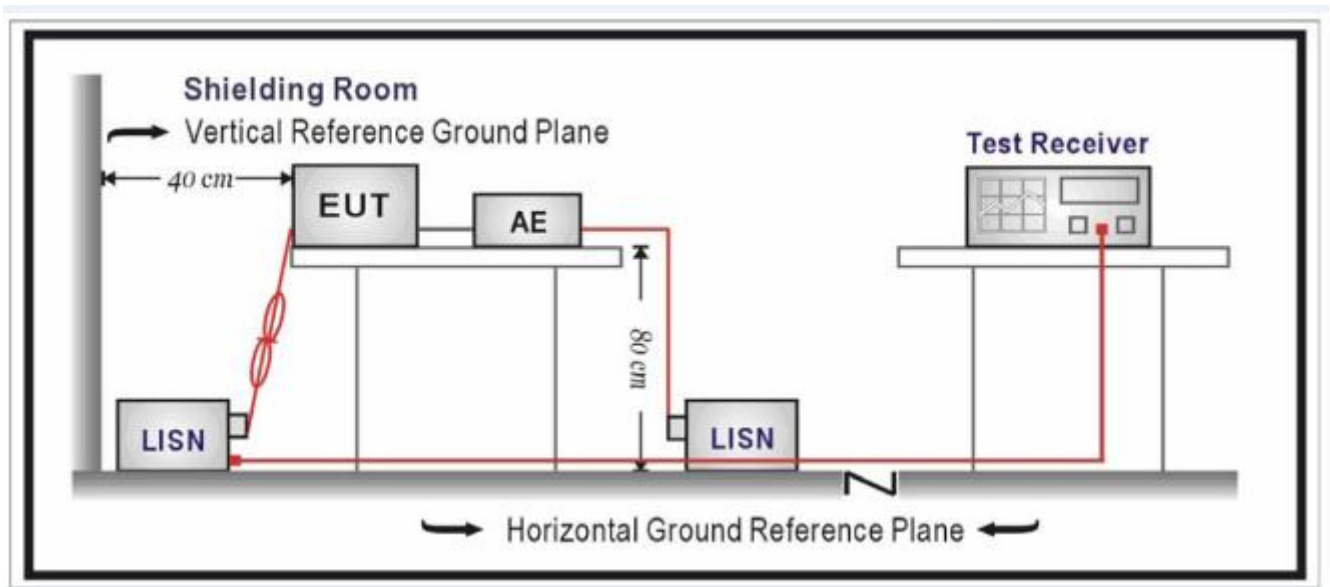 Shielding Room
Vertical Reference Ground Plane
Test Receiver
40 cm
EUT
AE
80 cm
LISN
LISN
Horizontal Ground Reference Plane